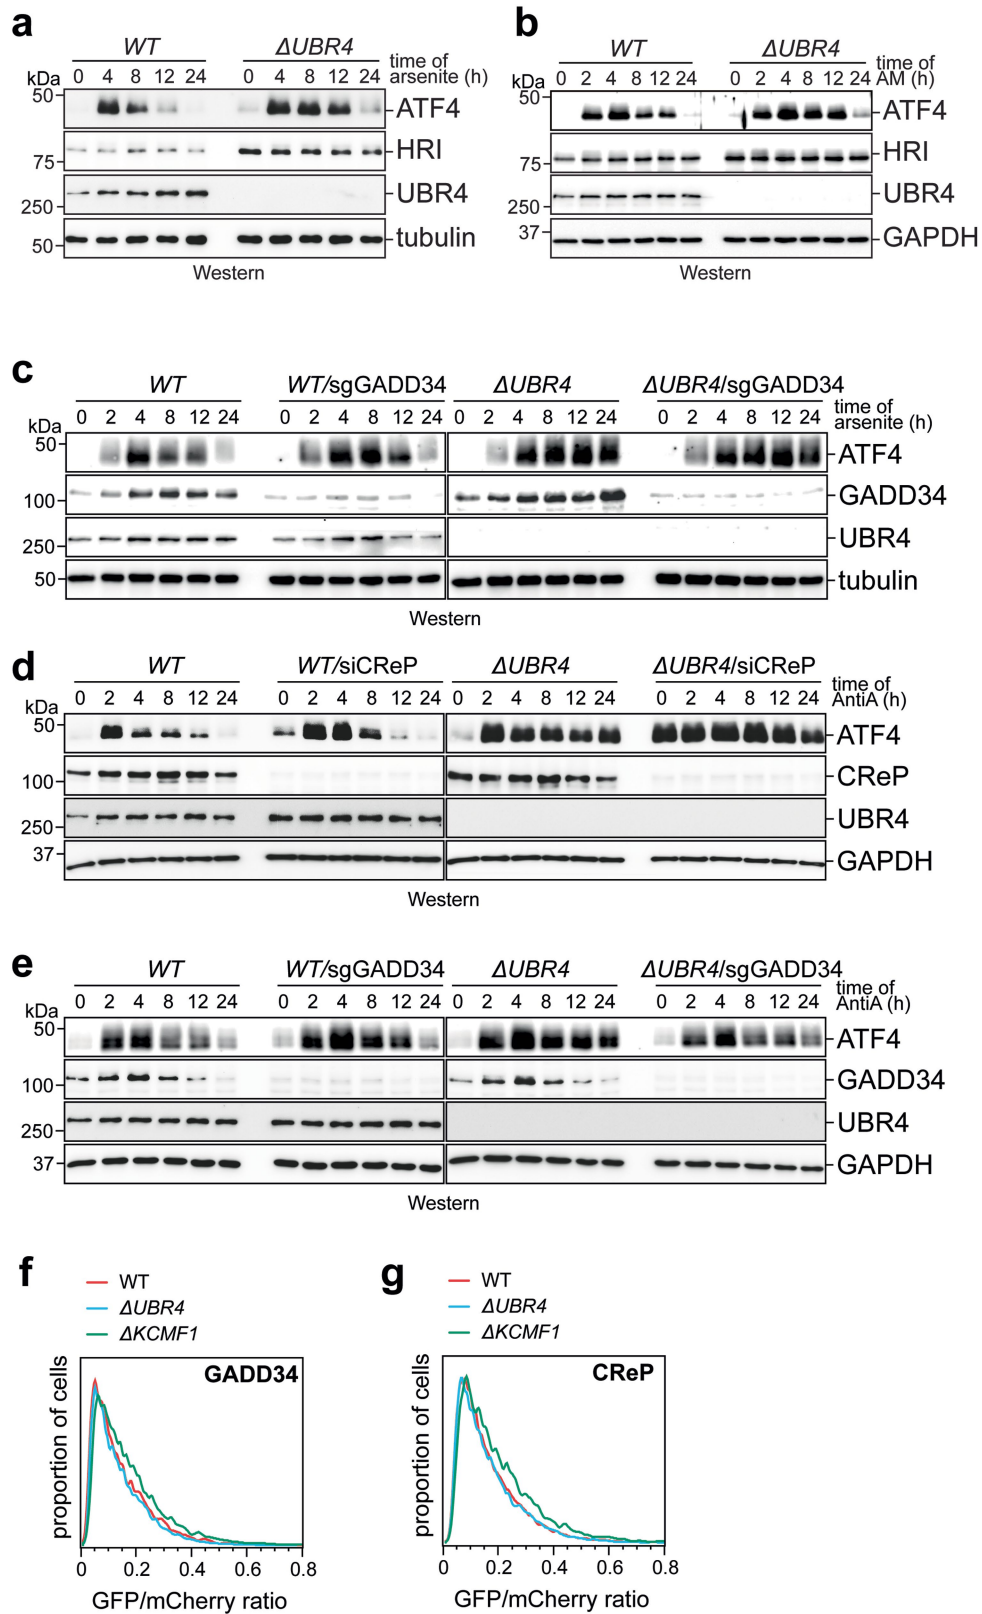 a
WT ΔUBR4
time of
arsenite (h)
kDa 0 4 8 12 24 0 4 8 12 24
50 ATF4
75 HRI
250 UBR4
50 tubulin
Western
b
WT ΔUBR4
time of
AM (h)
kDa 0 2 4 8 12 24 0 2 4 8 12 24
50 ATF4
75 HRI
250 UBR4
37 GAPDH
Western
c
WT WT/sgGADD34 ΔUBR4 ΔUBR4/sgGADD34
time of
arsenite (h)
0 2 4 8 12 24 0 2 4 8 12 24 0 2 4 8 12 24 0 2 4 8 12 24
kDa
50 ATF4
100 GADD34
250 UBR4
50 tubulin
Western
d
WT WT/siCReP ΔUBR4 ΔUBR4/siCReP
time of
AntiA (h)
0 2 4 8 12 24 0 2 4 8 12 24 0 2 4 8 12 24 0 2 4 8 12 24
kDa
50 ATF4
100 CReP
250 UBR4
37 GAPDH
Western
e
WT WT/sgGADD34 ΔUBR4 ΔUBR4/sgGADD34
time of
AntiA (h)
0 2 4 8 12 24 0 2 4 8 12 24 0 2 4 8 12 24 0 2 4 8 12 24
kDa
50 ATF4
100 GADD34
250 UBR4
37 GAPDH
Western
f
WT
ΔUBR4
ΔKCMF1
GADD34
proportion of cells
0 0.2 0.4 0.6 0.8
GFP/mCherry ratio
g
WT
ΔUBR4
ΔKCMF1
CReP
proportion of cells
0 0.2 0.4 0.6 0.8
GFP/mCherry ratio